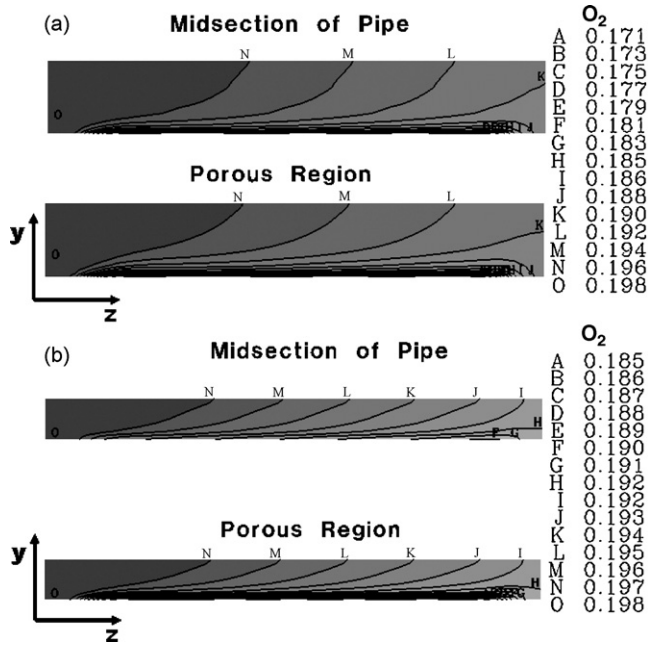 (a)
Midsection of Pipe
N M L
K
O
J
Porous Region
N M L
K
O
J
y
z
O2
A 0.171
B 0.173
C 0.175
D 0.177
E 0.179
F 0.181
G 0.183
H 0.185
I 0.186
J 0.188
K 0.190
L 0.192
M 0.194
N 0.196
O 0.198
(b)
Midsection of Pipe
N M L K J I
H
O
F G
Porous Region
N M L K J I
H
O
G
y
z
O2
A 0.185
B 0.186
C 0.187
D 0.188
E 0.189
F 0.190
G 0.191
H 0.192
I 0.192
J 0.193
K 0.194
L 0.195
M 0.196
N 0.197
O 0.198